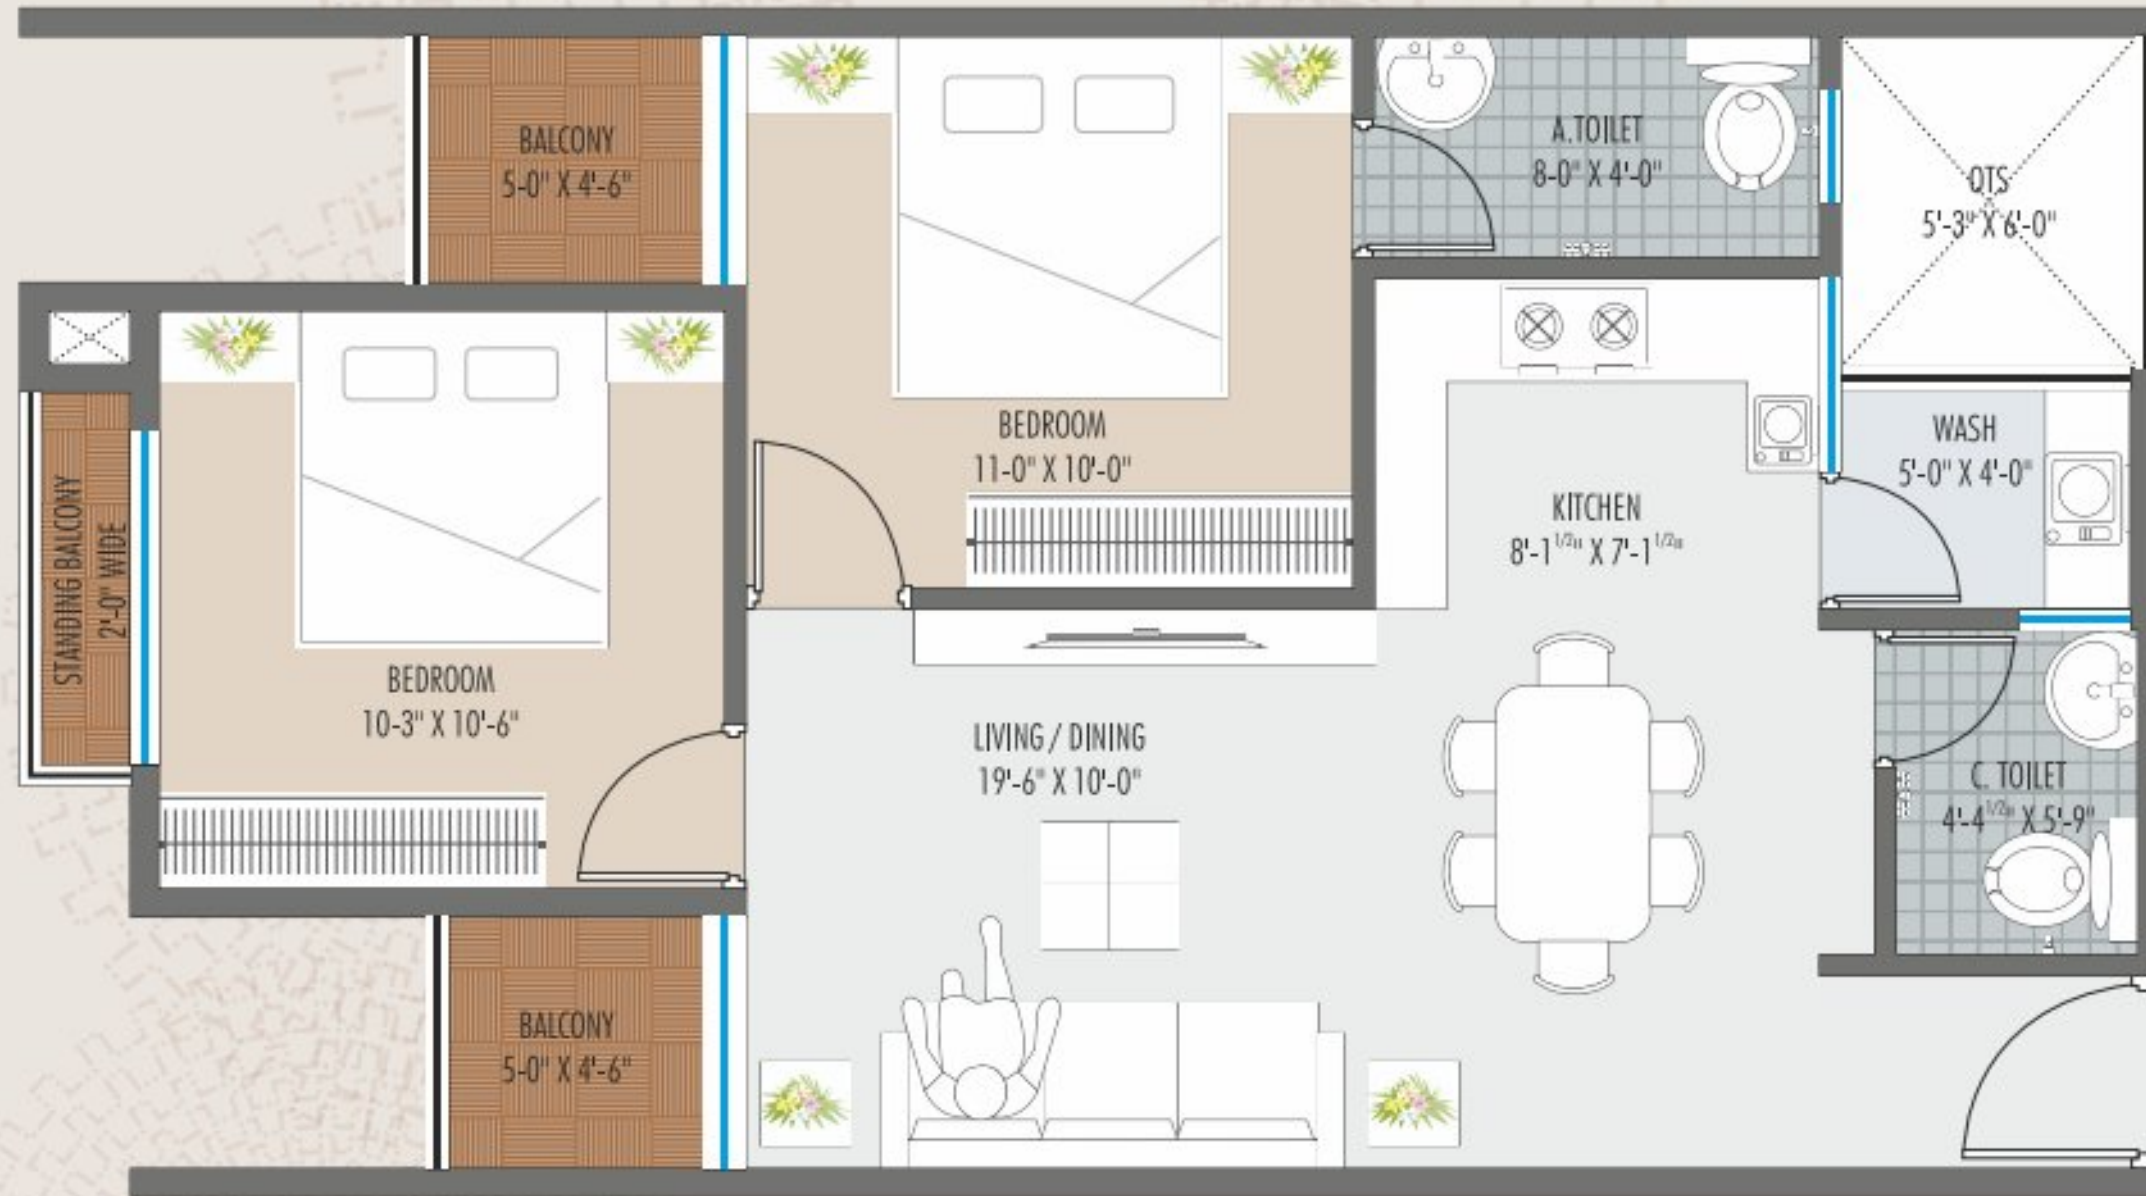 BALCONY
5-0" X 4'-6"
A.TOILET
8-0" X 4'-0"
OTS
5'-3" X 6'-0"
BEDROOM
11-0" X 10'-0"
WASH
5'-0" X 4'-0"
KITCHEN
8'-1 1/2" X 7'-1 1/2"
STANDING BALCONY
2'-0" WIDE
BEDROOM
10-3" X 10'-6"
LIVING / DINING
19'-6" X 10'-0"
C. TOILET
4'-4 1/2" X 5'-9"
BALCONY
5-0" X 4'-6"